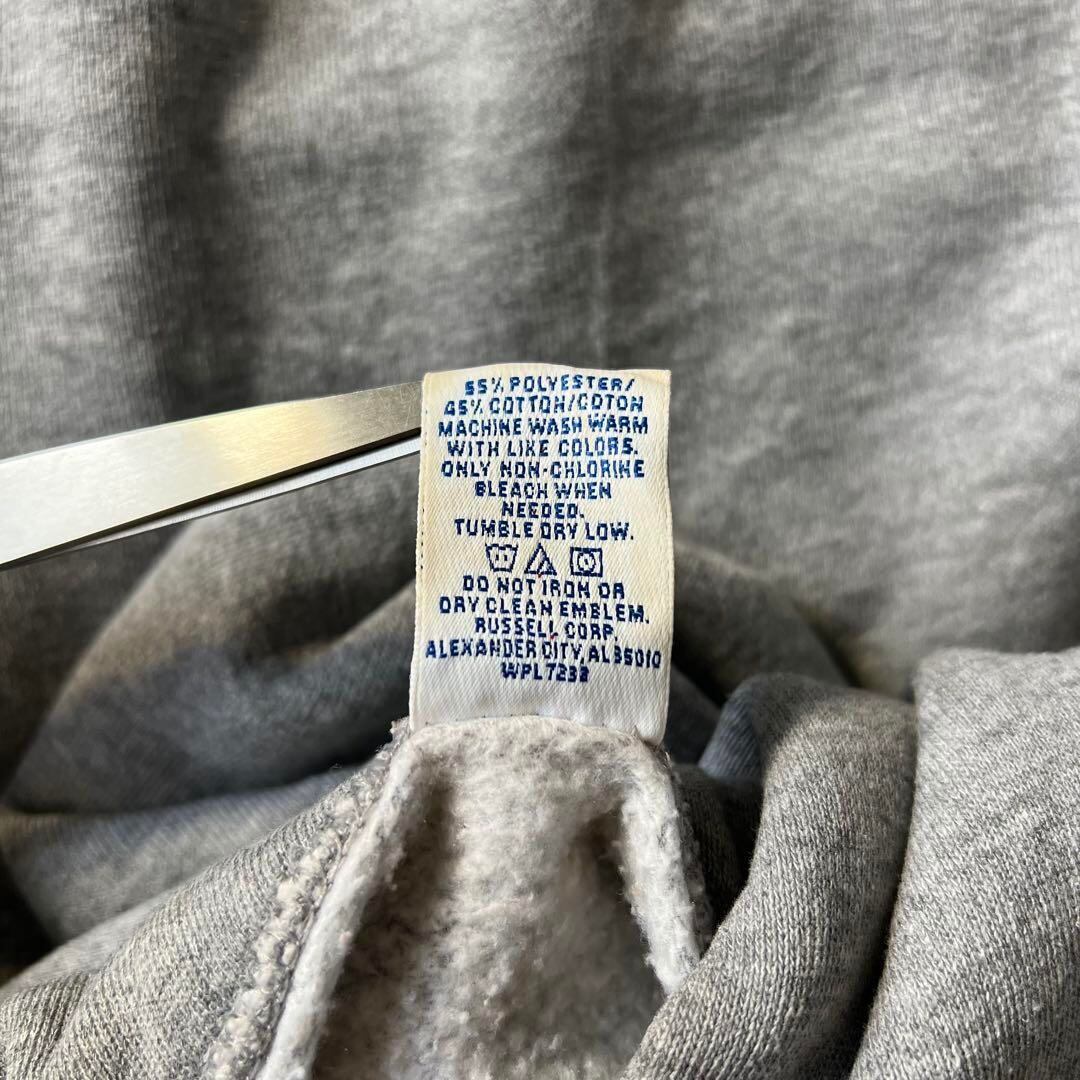 55% POLYESTER/
45% COTTON/COTON
MACHINE WASH WARM
WITH LIKE COLORS.
ONLY NON-CHLORINE
BLEACH WHEN
NEEDED.
TUMBLE DRY LOW.
DO NOT IRON OR
DRY CLEAN EMBLEM.
RUSSELL CORP.
ALEXANDER CITY, AL 35010
WPL7232